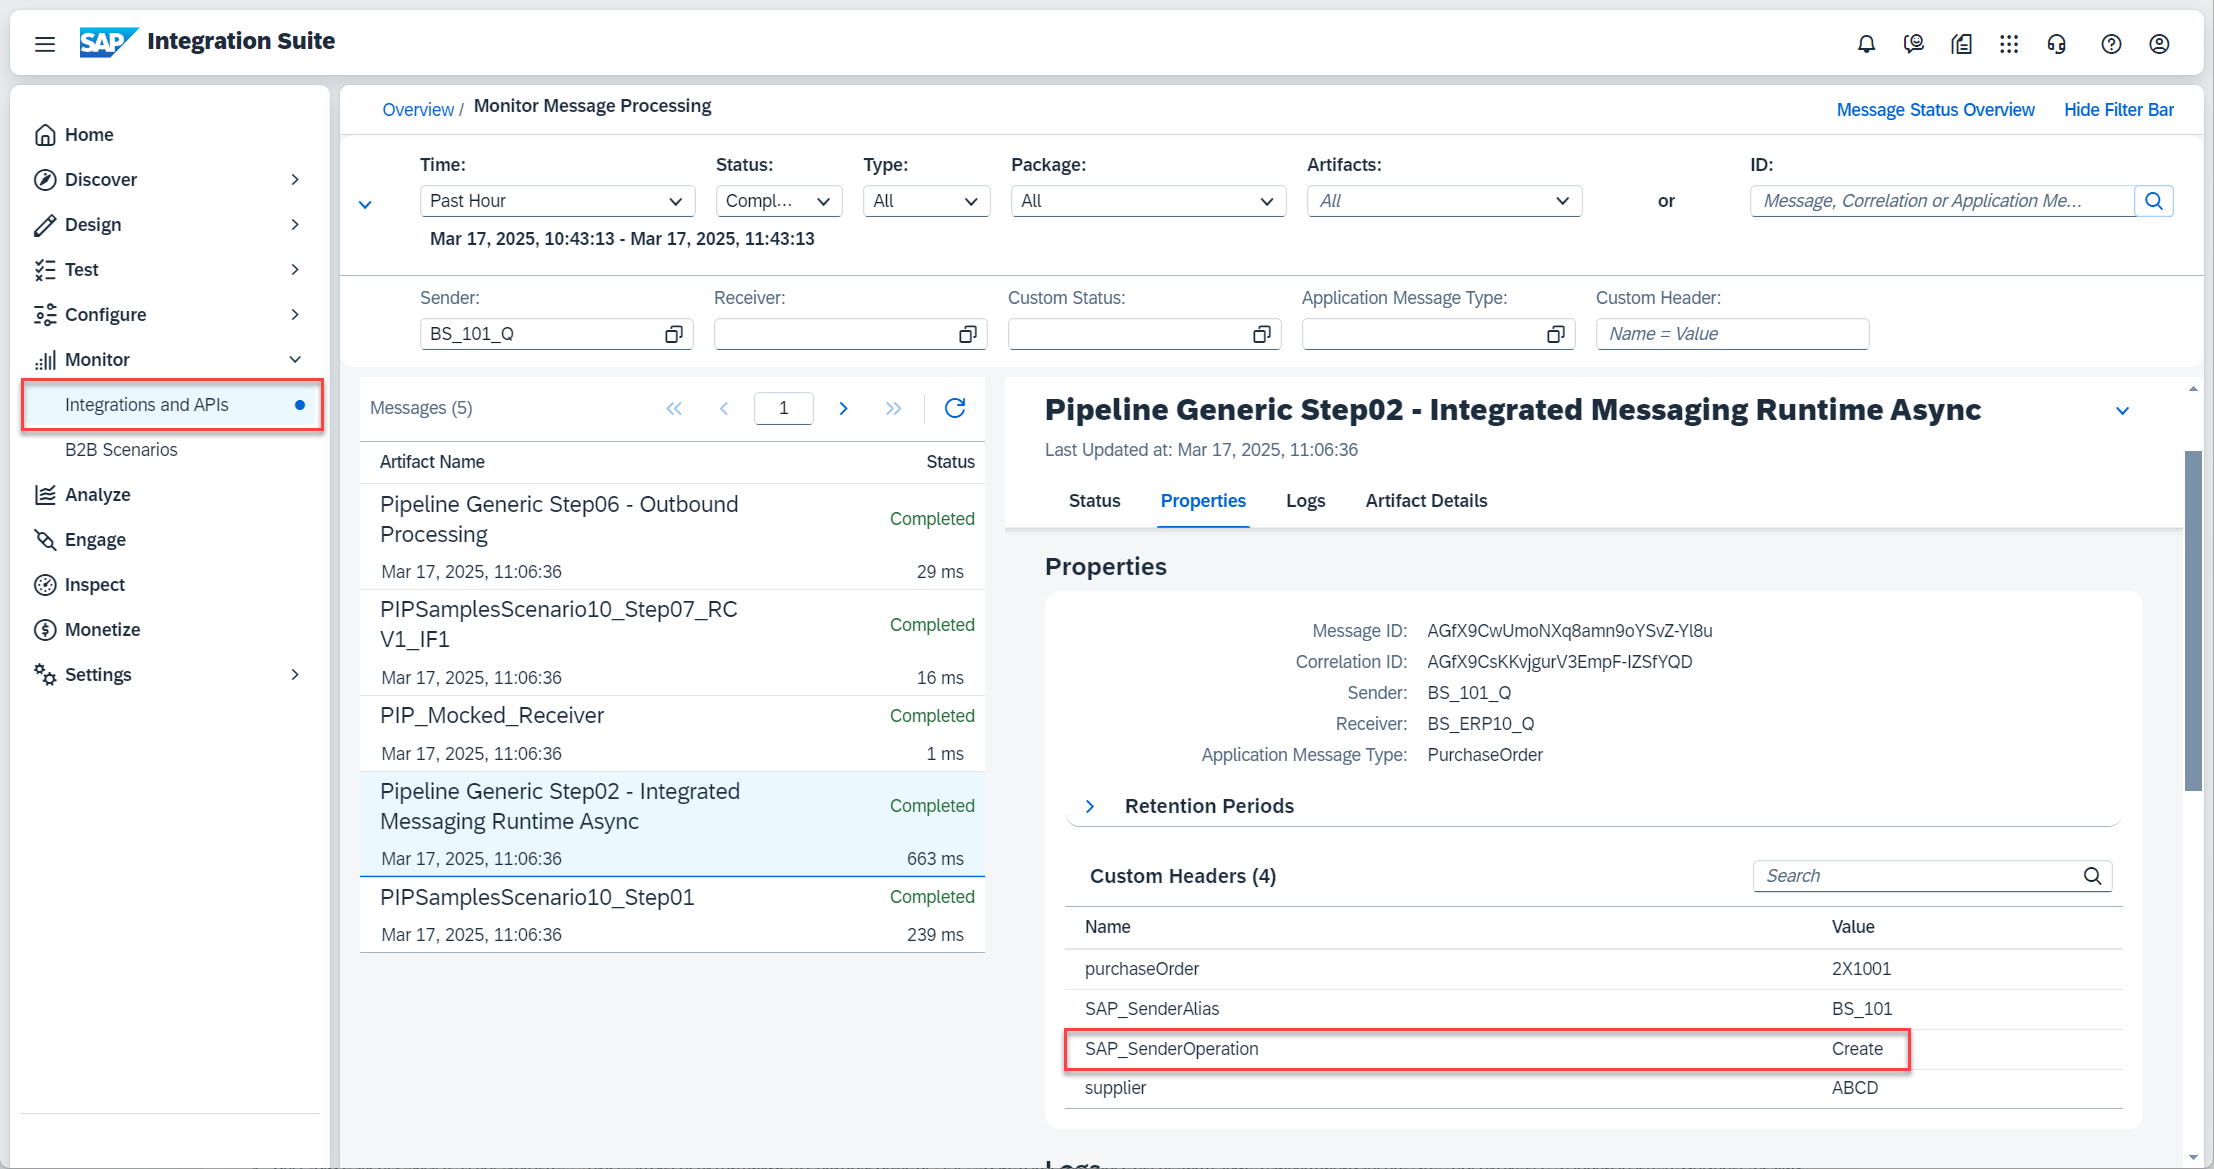 SAP Integration Suite
Home
Discover
Design
Test
Configure
Monitor
Integrations and APIs
B2B Scenarios
Analyze
Engage
Inspect
Monetize
Settings
Overview / Monitor Message Processing
Message Status Overview Hide Filter Bar
Time: Status: Type: Package: Artifacts: ID:
Past Hour Compl... All All All or Message, Correlation or Application Me...
Mar 17, 2025, 10:43:13 - Mar 17, 2025, 11:43:13
Sender: Receiver: Custom Status: Application Message Type: Custom Header:
BS_101_Q Name = Value
Messages (5) 1
Artifact Name Status
Pipeline Generic Step06 - Outbound
Processing
Completed
Mar 17, 2025, 11:06:36 29 ms
PIPSamplesScenario10_Step07_RC
V1_IF1
Completed
Mar 17, 2025, 11:06:36 16 ms
PIP_Mocked_Receiver Completed
Mar 17, 2025, 11:06:36 1 ms
Pipeline Generic Step02 - Integrated
Messaging Runtime Async
Completed
Mar 17, 2025, 11:06:36 663 ms
PIPSamplesScenario10_Step01 Completed
Mar 17, 2025, 11:06:36 239 ms
Pipeline Generic Step02 - Integrated Messaging Runtime Async
Last Updated at: Mar 17, 2025, 11:06:36
Status Properties Logs Artifact Details
Properties
Message ID: AGfX9CwUmoNXq8amn9oYSvZ-Yl8u
Correlation ID: AGfX9CsKKvjgurV3EmpF-IZSfYQD
Sender: BS_101_Q
Receiver: BS_ERP10_Q
Application Message Type: PurchaseOrder
Retention Periods
Custom Headers (4) Search
Name Value
purchaseOrder 2X1001
SAP_SenderAlias BS_101
SAP_SenderOperation Create
supplier ABCD
Logs